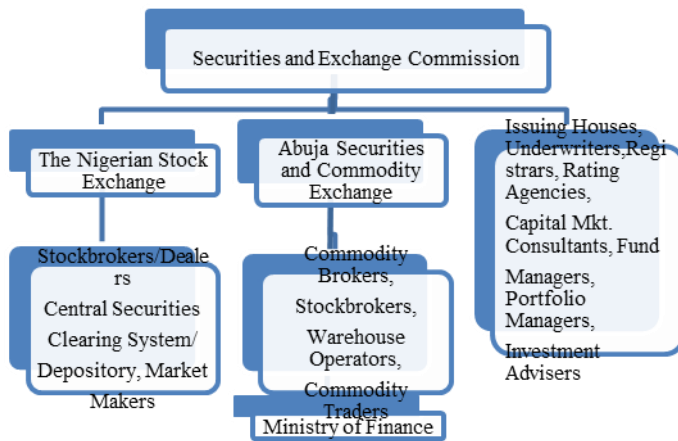 Securities and Exchange Commission
The Nigerian Stock
Exchange
Abuja Securities
and Commodity
Exchange
Issuing Houses,
Underwriters,Regi
strars, Rating
Agencies,
Capital Mkt.
Consultants, Fund
Managers,
Portfolio
Managers,
Investment
Advisers
Stockbrokers/Deale
rs
Central Securities
Clearing System/
Depository, Market
Makers
Commodity
Brokers,
Stockbrokers,
Warehouse
Operators,
Commodity
Traders
Ministry of Finance